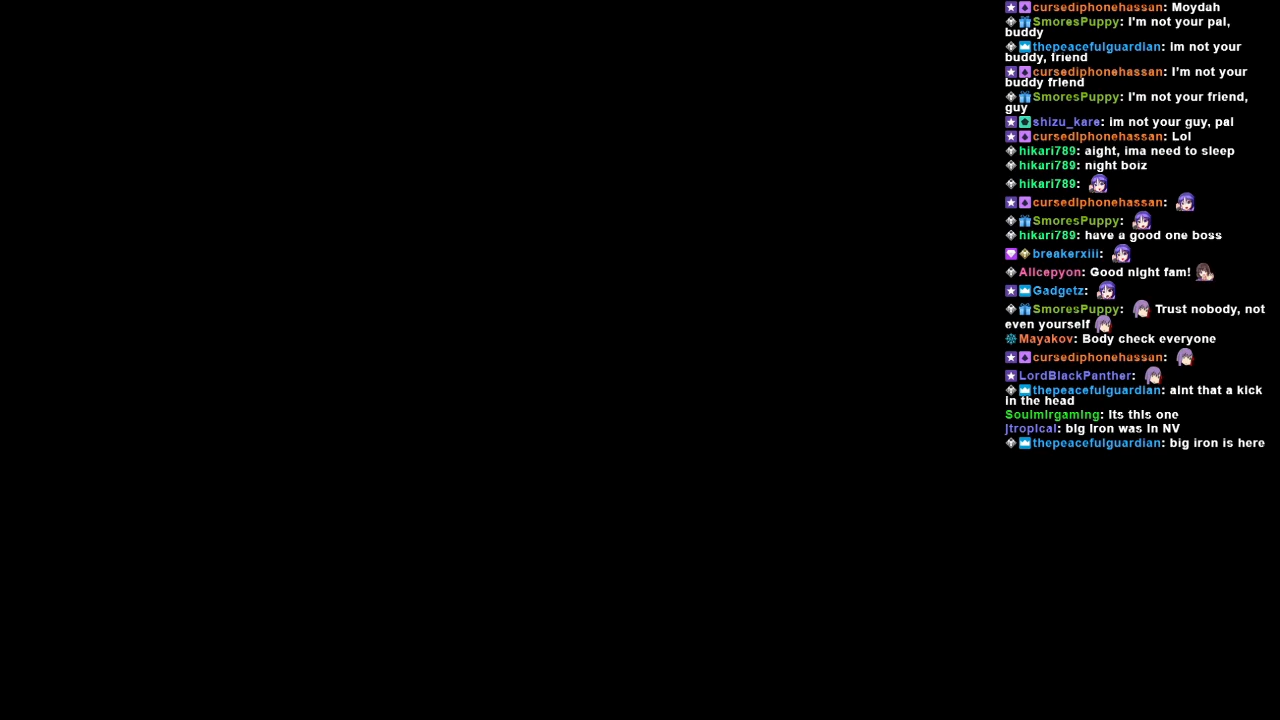 cursediphonehassan: Moydah
SmoresPuppy: I'm not your pal,
buddy
thepeacefulguardian: im not your
buddy, friend
cursediphonehassan: I'm not your
buddy friend
SmoresPuppy: I'm not your friend,
guy
shizu_kare: im not your guy, pal
cursediphonehassan: Lol
hikari789: aight, ima need to sleep
hikari789: night boiz
hikari789:
cursediphonehassan:
SmoresPuppy:
hikari789: have a good one boss
breakerxiii:
Alicepyon: Good night fam!
Gadgetz:
SmoresPuppy: Trust nobody, not
even yourself
Mayakov: Body check everyone
cursediphonehassan:
LordBlackPanther:
thepeacefulguardian: aint that a kick
in the head
Soulmirgaming: Its this one
jtropical: big iron was in NV
thepeacefulguardian: big iron is here